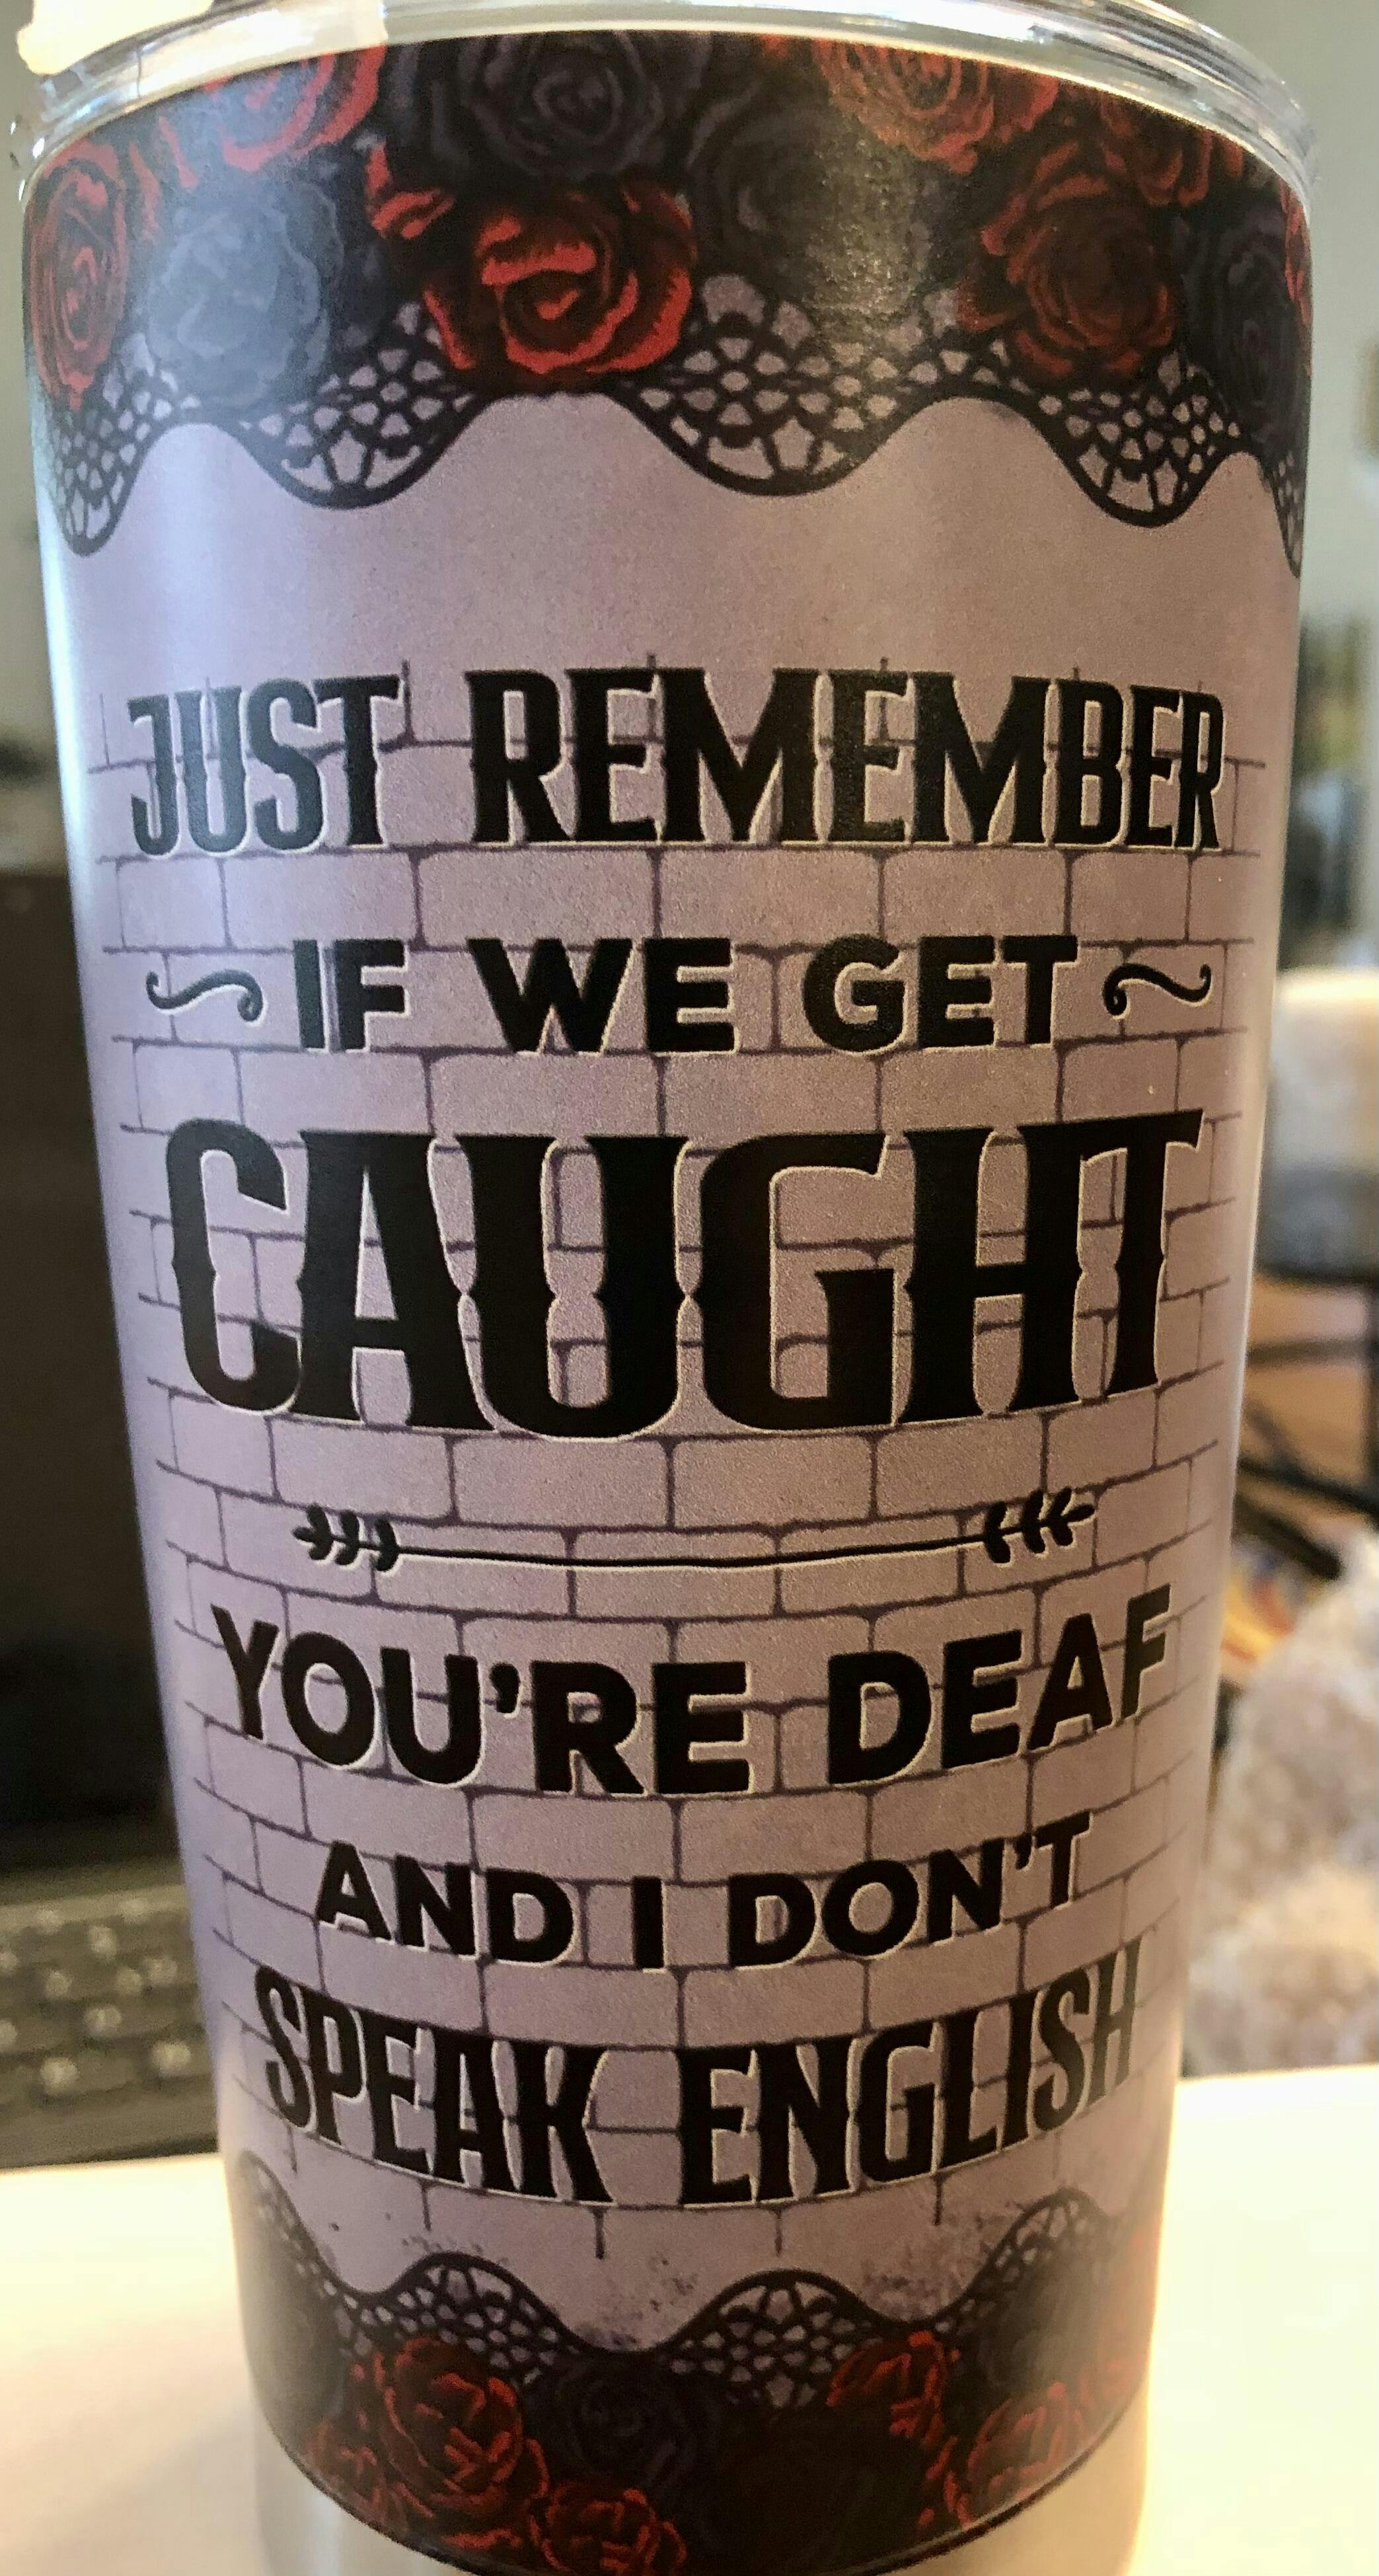 JUST REMEMBER
IF WE GET
CAUGHT
YOU'RE DEAF
AND I DON'T
SPEAK ENGLISH